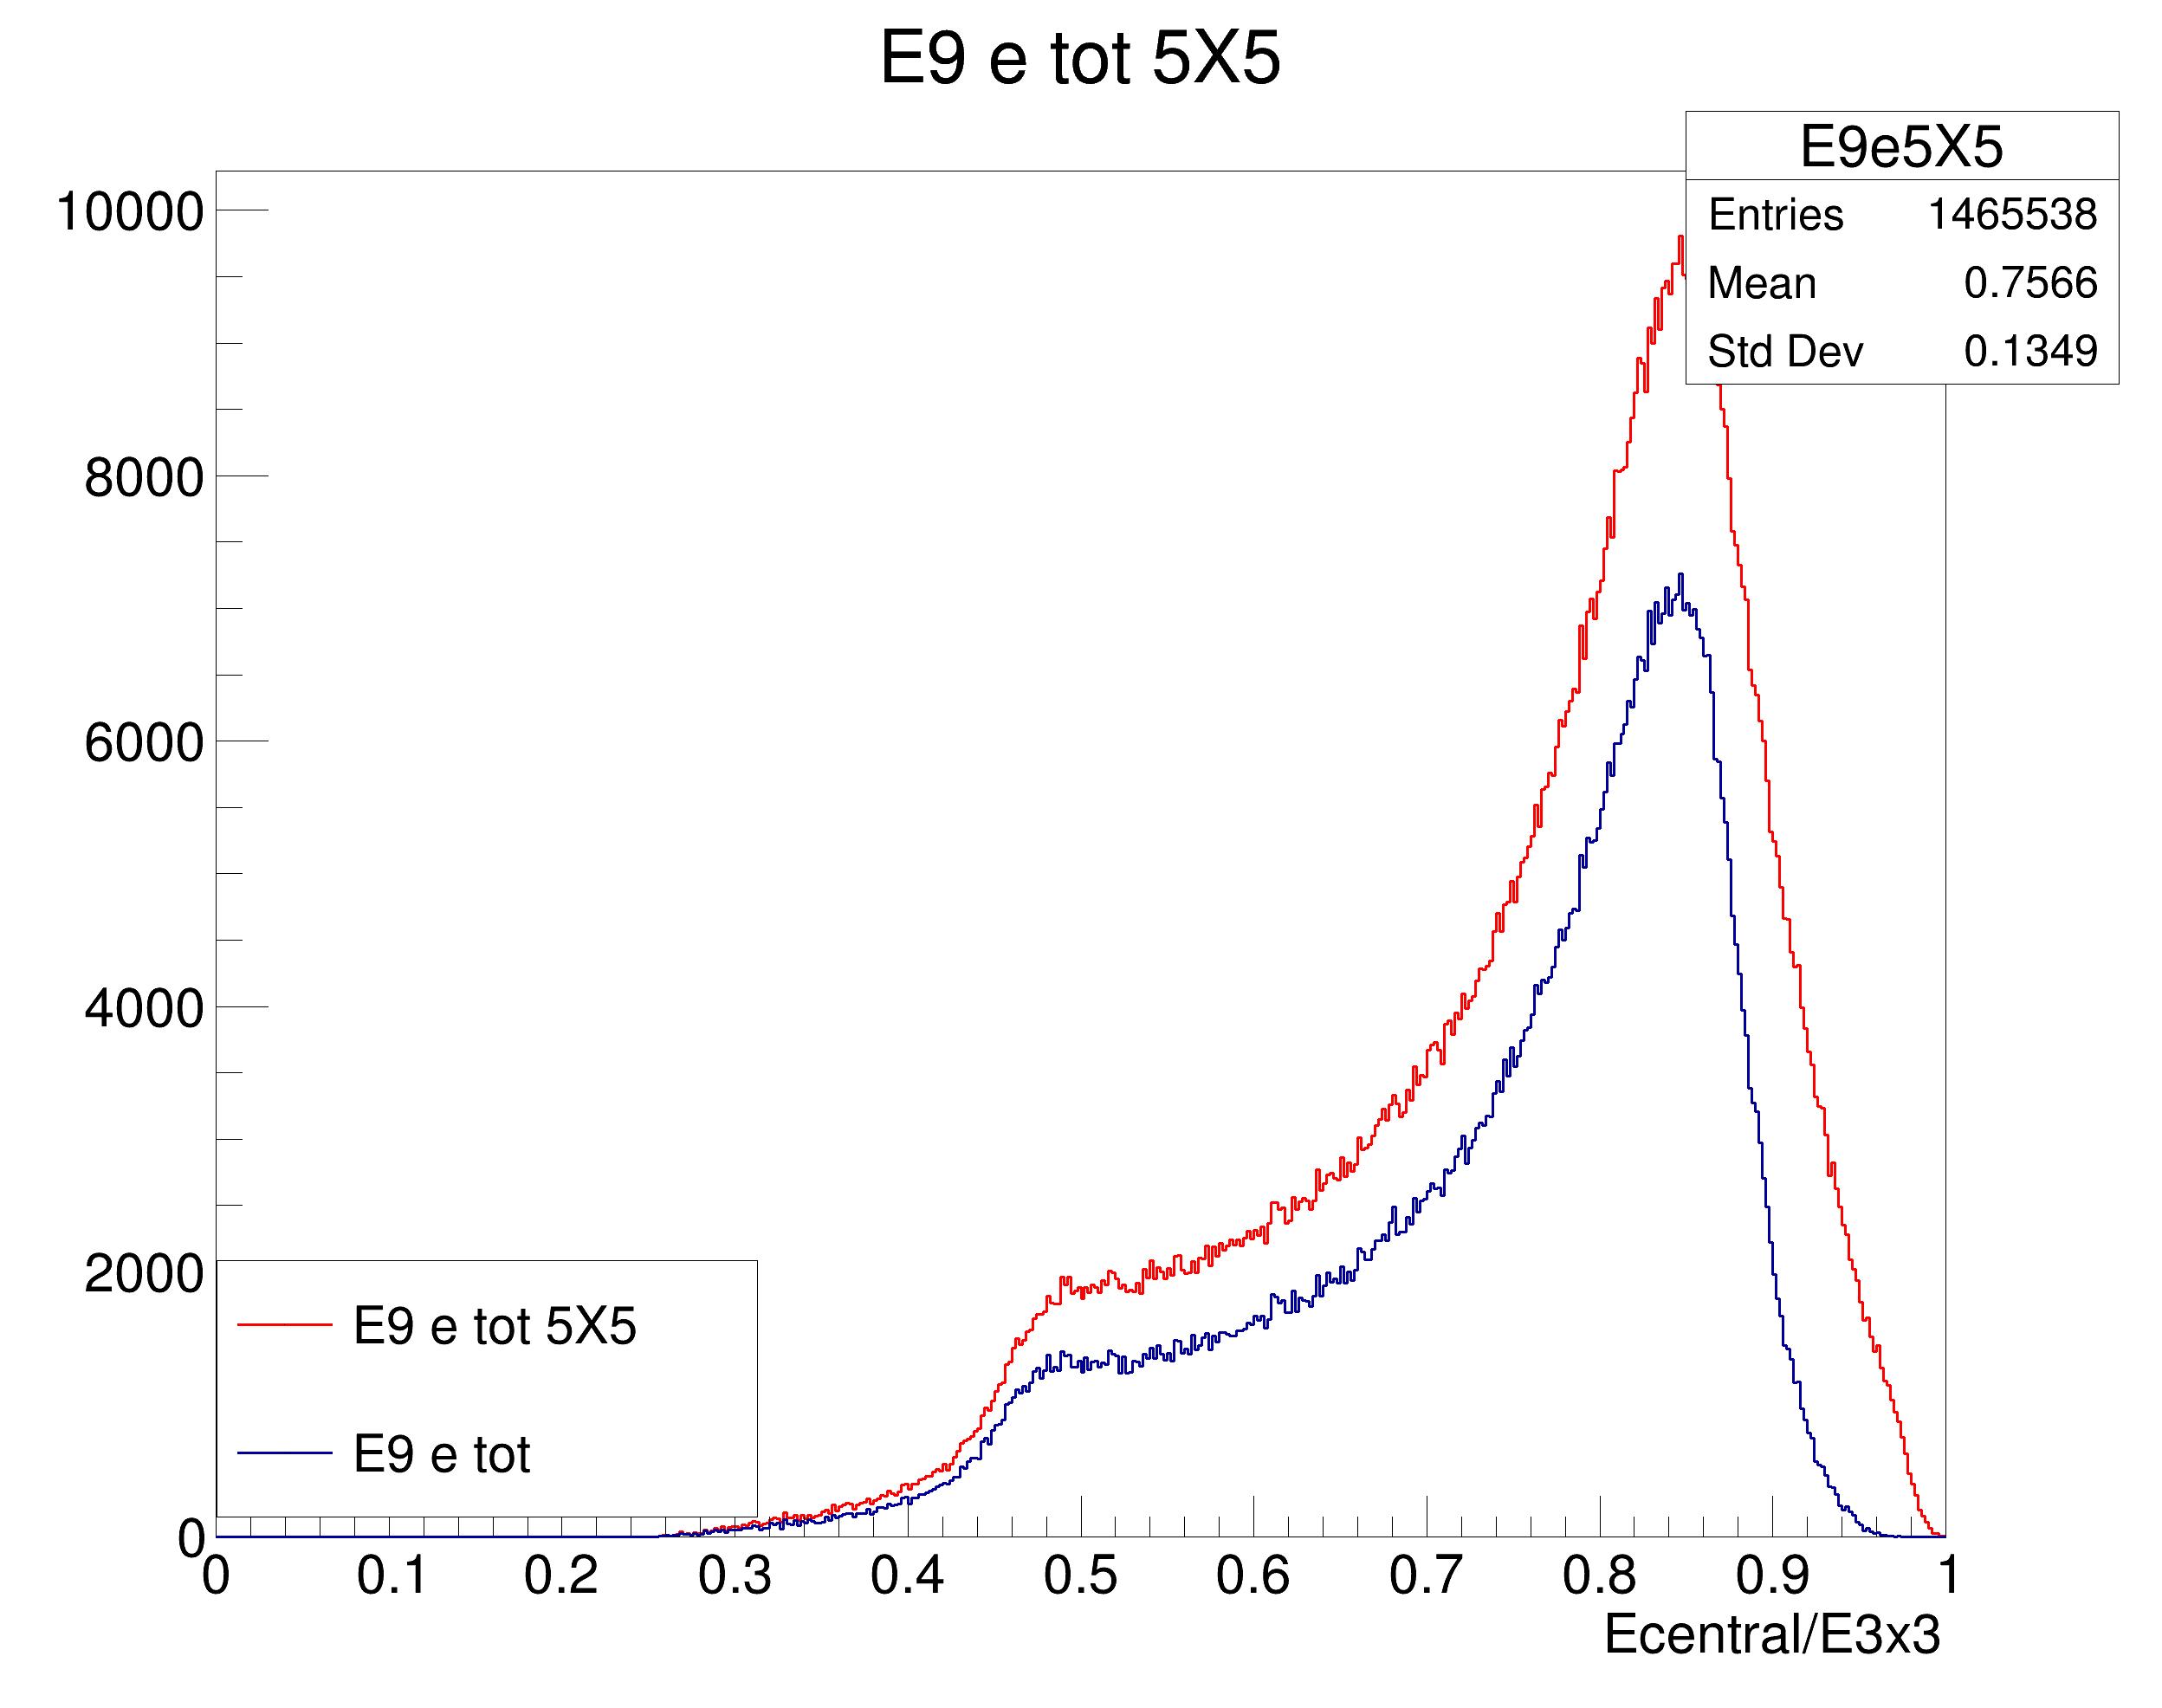 E9 e tot 5X5
E9e5X5
Entries 1465538
Mean 0.7566
Std Dev 0.1349
10000
8000
6000
4000
2000
0
E9 e tot 5X5
E9 e tot
0 0.1 0.2 0.3 0.4 0.5 0.6 0.7 0.8 0.9 1
Ecentral/E3x3